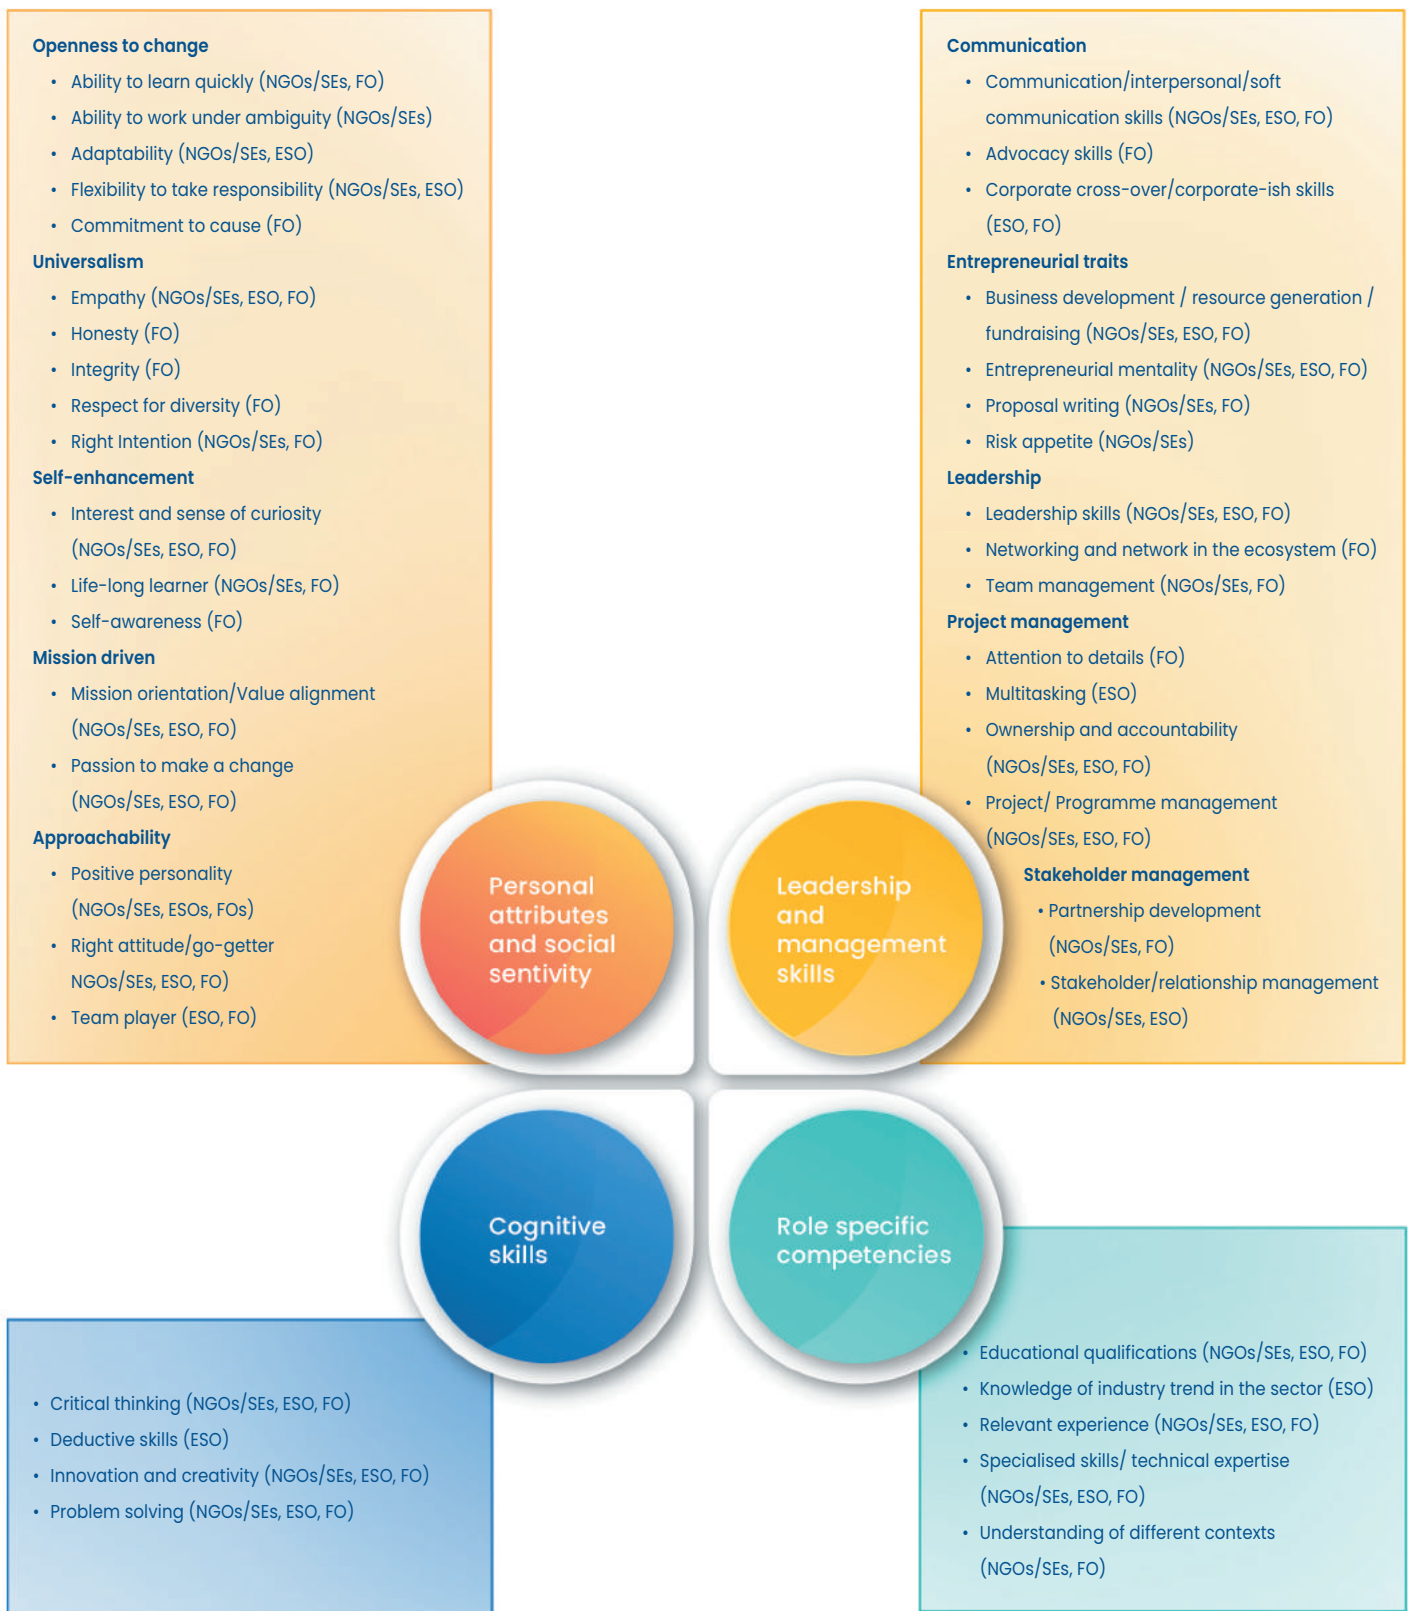 Openness to change
• Ability to learn quickly (NGOs/SEs, FO)
• Ability to work under ambiguity (NGOs/SEs)
• Adaptability (NGOs/SEs, ESO)
• Flexibility to take responsibility (NGOs/SEs, ESO)
• Commitment to cause (FO)
Universalism
• Empathy (NGOs/SEs, ESO, FO)
• Honesty (FO)
• Integrity (FO)
• Respect for diversity (FO)
• Right Intention (NGOs/SEs, FO)
Self-enhancement
• Interest and sense of curiosity
(NGOs/SEs, ESO, FO)
• Life-long learner (NGOs/SEs, FO)
• Self-awareness (FO)
Mission driven
• Mission orientation/Value alignment
(NGOs/SEs, ESO, FO)
• Passion to make a change
(NGOs/SEs, ESO, FO)
Approachability
• Positive personality
(NGOs/SEs, ESOs, FOs)
• Right attitude/go-getter
NGOs/SEs, ESO, FO)
• Team player (ESO, FO)
Personal
attributes
and social
sentivity
Communication
• Communication/interpersonal/soft
communication skills (NGOs/SEs, ESO, FO)
• Advocacy skills (FO)
• Corporate cross-over/corporate-ish skills
(ESO, FO)
Entrepreneurial traits
• Business development / resource generation /
fundraising (NGOs/SEs, ESO, FO)
• Entrepreneurial mentality (NGOs/SEs, ESO, FO)
• Proposal writing (NGOs/SEs, FO)
• Risk appetite (NGOs/SEs)
Leadership
• Leadership skills (NGOs/SEs, ESO, FO)
• Networking and network in the ecosystem (FO)
• Team management (NGOs/SEs, FO)
Project management
• Attention to details (FO)
• Multitasking (ESO)
• Ownership and accountability
(NGOs/SEs, ESO, FO)
• Project/ Programme management
(NGOs/SEs, ESO, FO)
Stakeholder management
• Partnership development
(NGOs/SEs, FO)
• Stakeholder/relationship management
(NGOs/SEs, ESO)
Leadership
and
management
skills
Cognitive
skills
• Critical thinking (NGOs/SEs, ESO, FO)
• Deductive skills (ESO)
• Innovation and creativity (NGOs/SEs, ESO, FO)
• Problem solving (NGOs/SEs, ESO, FO)
Role specific
competencies
• Educational qualifications (NGOs/SEs, ESO, FO)
• Knowledge of industry trend in the sector (ESO)
• Relevant experience (NGOs/SEs, ESO, FO)
• Specialised skills/ technical expertise
(NGOs/SEs, ESO, FO)
• Understanding of different contexts
(NGOs/SEs, FO)